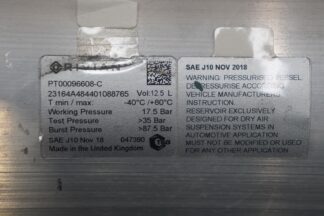 PT00096608-C
23164A484401088765 Vol:12.5 L
T min / max: -40°C /+80°C
Working Pressure 17.5 Bar
Test Pressure >35 Bar
Burst Pressure >87.5 Bar
SAE J10 Nov 18 047390
Made in the United Kingdom
SAE J10 NOV 2018
WARNING: PRESSURISED VESSEL
DEPRESSURISE ACCORDING
VEHICLE MANUFACTURERS
INSTRUCTION.
RESERVOIR EXCLUSIVELY
DESIGNED FOR DRY AIR
SUSPENSION SYSTEMS IN
AUTOMOTIVE APPLICATION
MUST NOT BE MODIFIED OR USED
FOR ANY OTHER APPLICATION